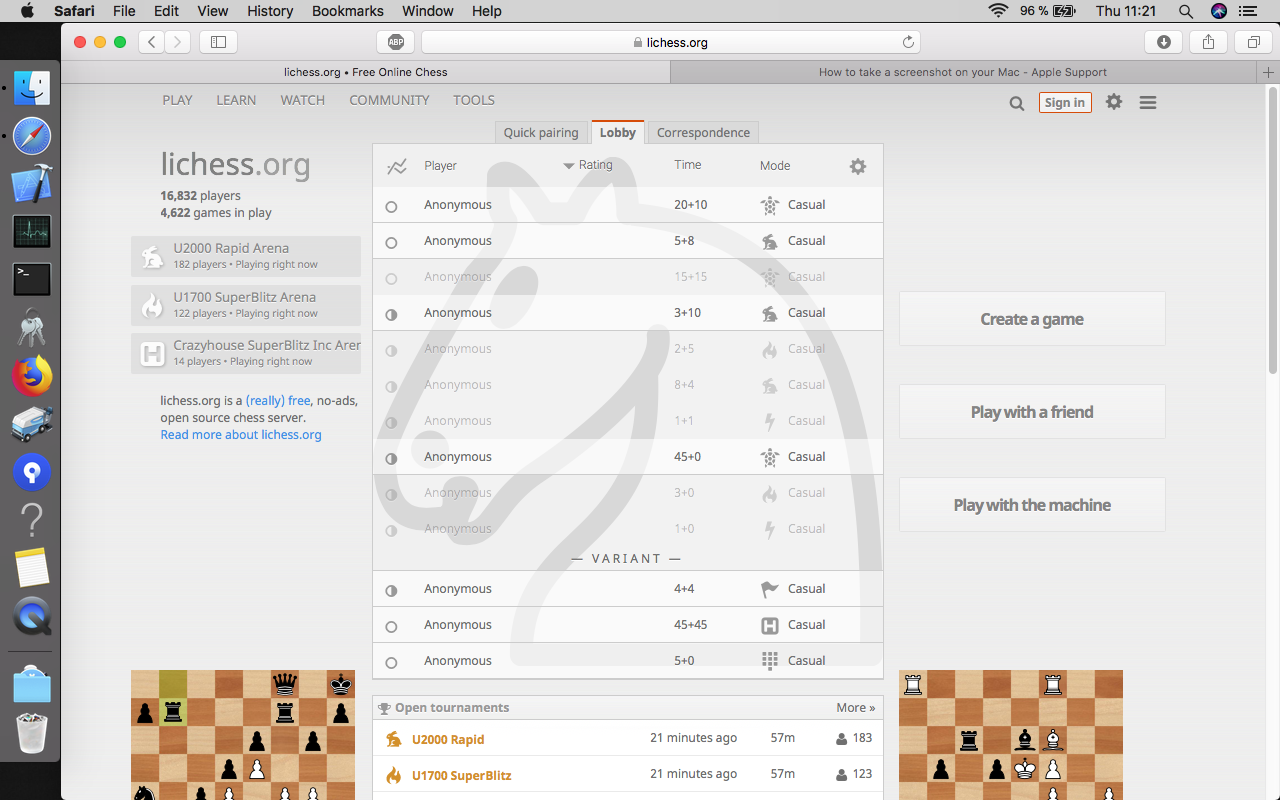 Safari File Edit View History Bookmarks Window Help 96 % Thu 11:21
ABP lichess.org
lichess.org • Free Online Chess
How to take a screenshot on your Mac - Apple Support
PLAY LEARN WATCH COMMUNITY TOOLS Sign in
lichess.org
16,832 players
4,622 games in play
U2000 Rapid Arena
182 players • Playing right now
U1700 SuperBlitz Arena
122 players • Playing right now
Crazyhouse SuperBlitz Inc Aren
14 players • Playing right now
lichess.org is a (really) free, no-ads,
open source chess server.
Read more about lichess.org
Quick pairing Lobby Correspondence
Player Rating Time Mode
Anonymous 20+10 Casual
Anonymous 5+8 Casual
Anonymous 15+15 Casual
Anonymous 3+10 Casual
Anonymous 2+5 Casual
Anonymous 8+4 Casual
Anonymous 1+1 Casual
Anonymous 45+0 Casual
Anonymous 3+0 Casual
Anonymous 1+0 Casual
— VARIANT —
Anonymous 4+4 Casual
Anonymous 45+45 Casual
Anonymous 5+0 Casual
Open tournaments More »
U2000 Rapid 21 minutes ago 57m 183
U1700 SuperBlitz 21 minutes ago 57m 123
Create a game
Play with a friend
Play with the machine